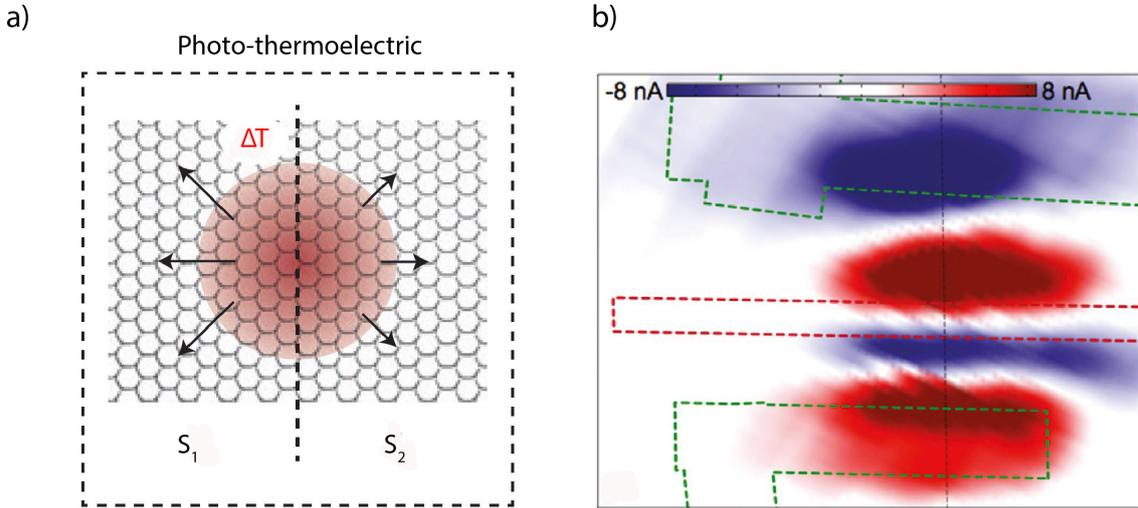 a)
Photo-thermoelectric
ΔT
S1
S2
b)
-8 nA
8 nA